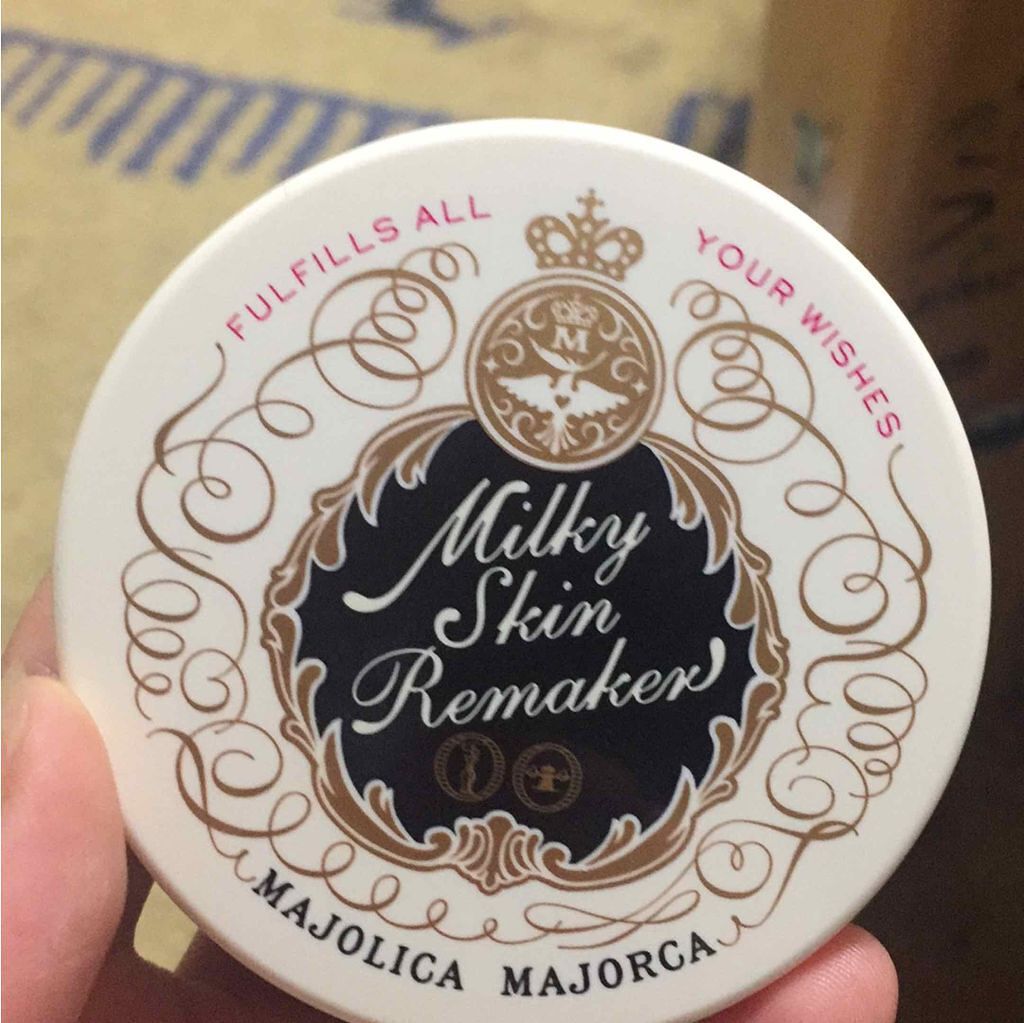 FULFILLS ALL YOUR WISHES
M
Milky
Skin
Remaker
MAJOLICA MAJORCA